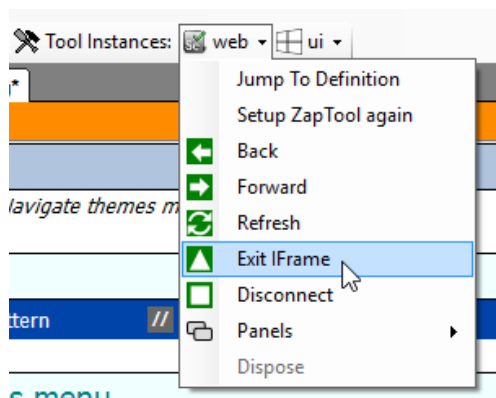 Tool Instances: web ui
Jump To Definition
Setup ZapTool again
Back
Forward
Navigate themes m
Refresh
Exit IFrame
Disconnect
ttern //
Panels
Dispose
s menu